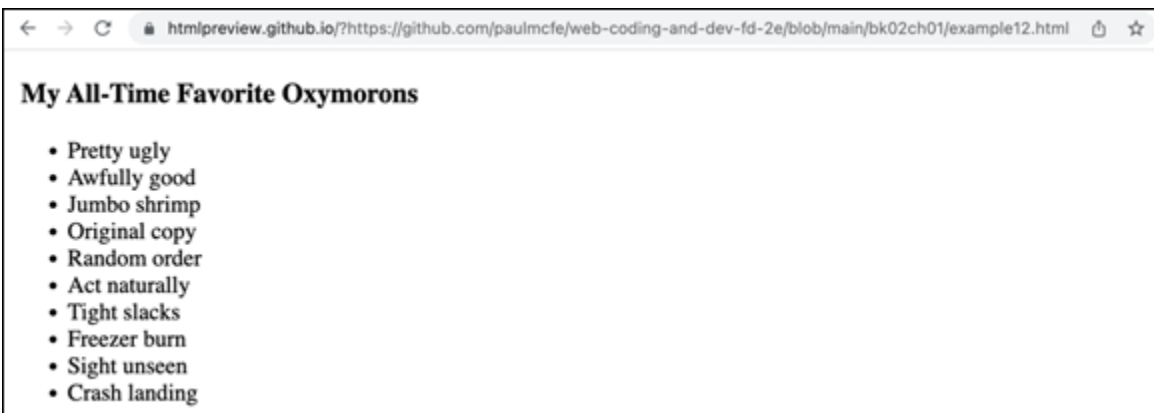 htmlpreview.github.io/?https://github.com/paulmcfe/web-coding-and-dev-fd-2e/blob/main/bk02ch01/example12.html
My All-Time Favorite Oxymorons
• Pretty ugly
• Awfully good
• Jumbo shrimp
• Original copy
• Random order
• Act naturally
• Tight slacks
• Freezer burn
• Sight unseen
• Crash landing